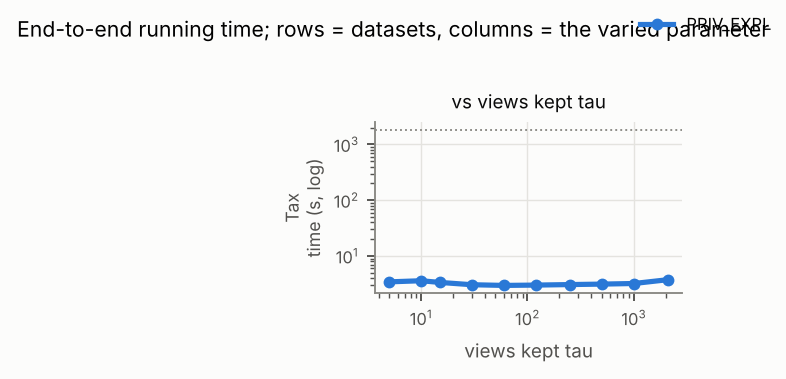 End-to-end running time; rows = datasets, columns = the varied parameter
PRIV_EXPL
vs views kept tau
Tax
time (s, log)
10³
10²
10¹
10¹ 10² 10³
views kept tau